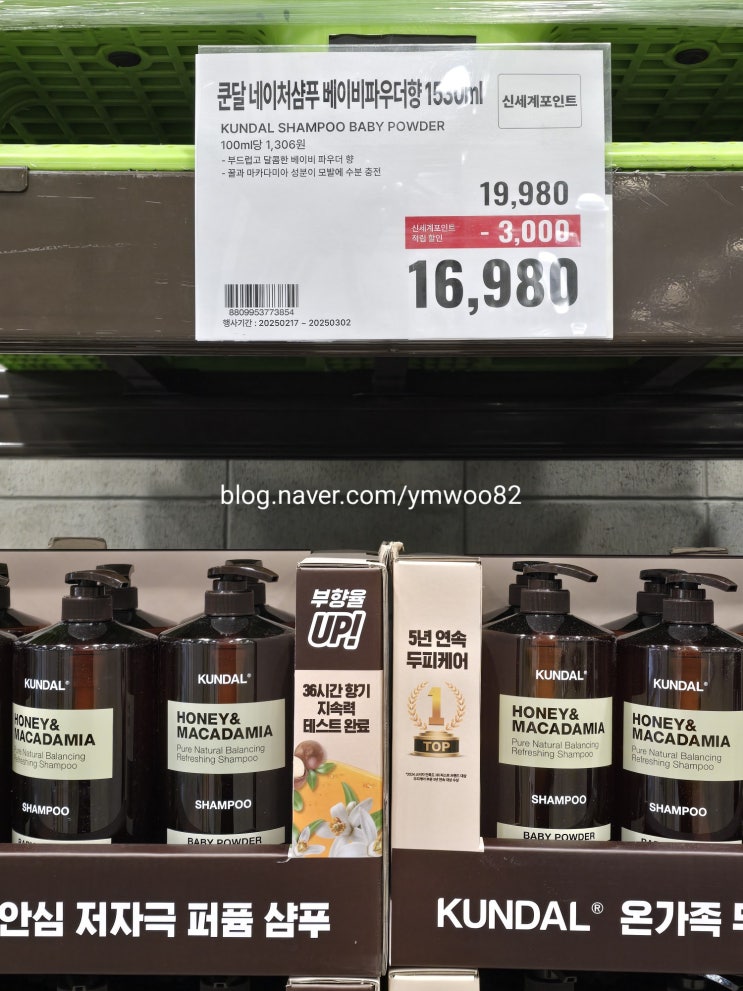 쿤달 네이처샴푸 베이비파우더향 1530ml
신세계포인트
KUNDAL SHAMPOO BABY POWDER
100ml당 1,306원
- 부드럽고 달콤한 베이비 파우더 향
- 꿀과 마카다미아 성분이 모발에 수분 충전
19,980
신세계포인트
적립 할인
- 3,000
16,980
8809953773854
행사기간 : 20250217 ~ 20250302
blog.naver.com/ymwoo82
부향율
UP!
36시간 향기
지속력
테스트 완료
5년 연속
두피케어
1
TOP
KUNDAL®
HONEY&
MACADAMIA
Pure Natural Balancing
Refreshing Shampoo
SHAMPOO
KUNDAL®
HONEY&
MACADAMIA
Pure Natural Balancing
Refreshing Shampoo
SHAMPOO
BABY POWDER
KUNDAL®
HONEY&
MACADAMIA
Pure Natural Balancing
Refreshing Shampoo
SHAMPOO
BABY POWDER
KUNDAL®
HONEY&
MACADAMIA
Pure Natural Balancing
Refreshing Shampoo
SHAMPOO
안심 저자극 퍼퓸 샴푸
KUNDAL® 온가족